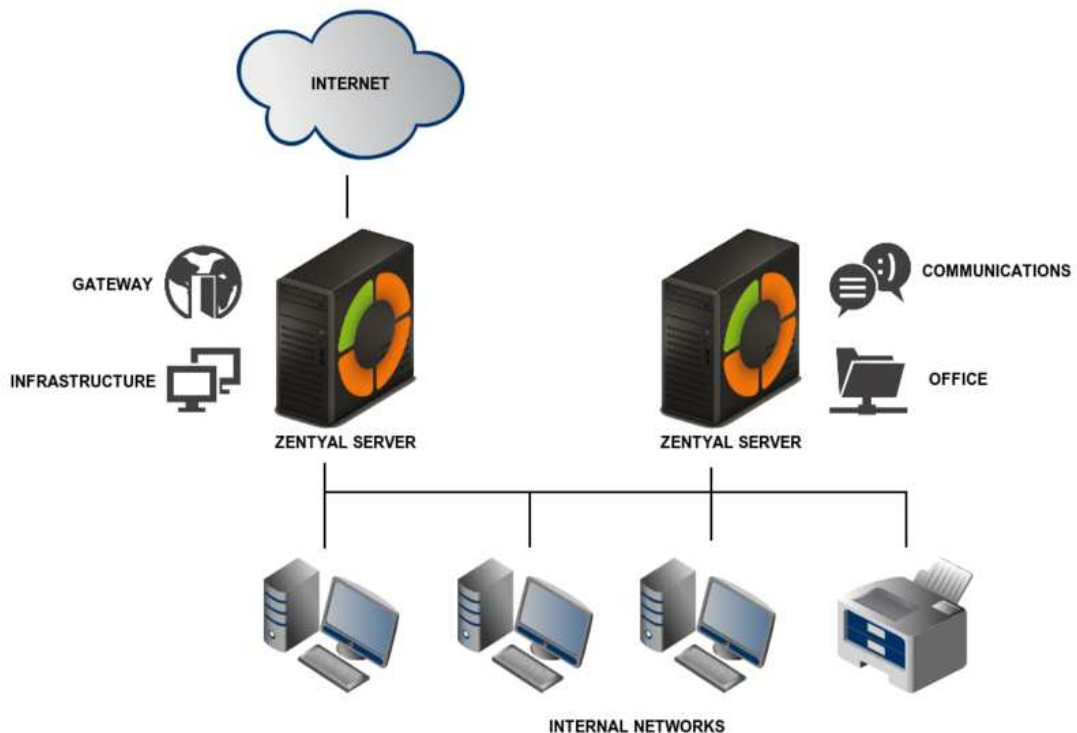 INTERNET
GATEWAY
COMMUNICATIONS
INFRASTRUCTURE
OFFICE
ZENTYAL SERVER
ZENTYAL SERVER
INTERNAL NETWORKS